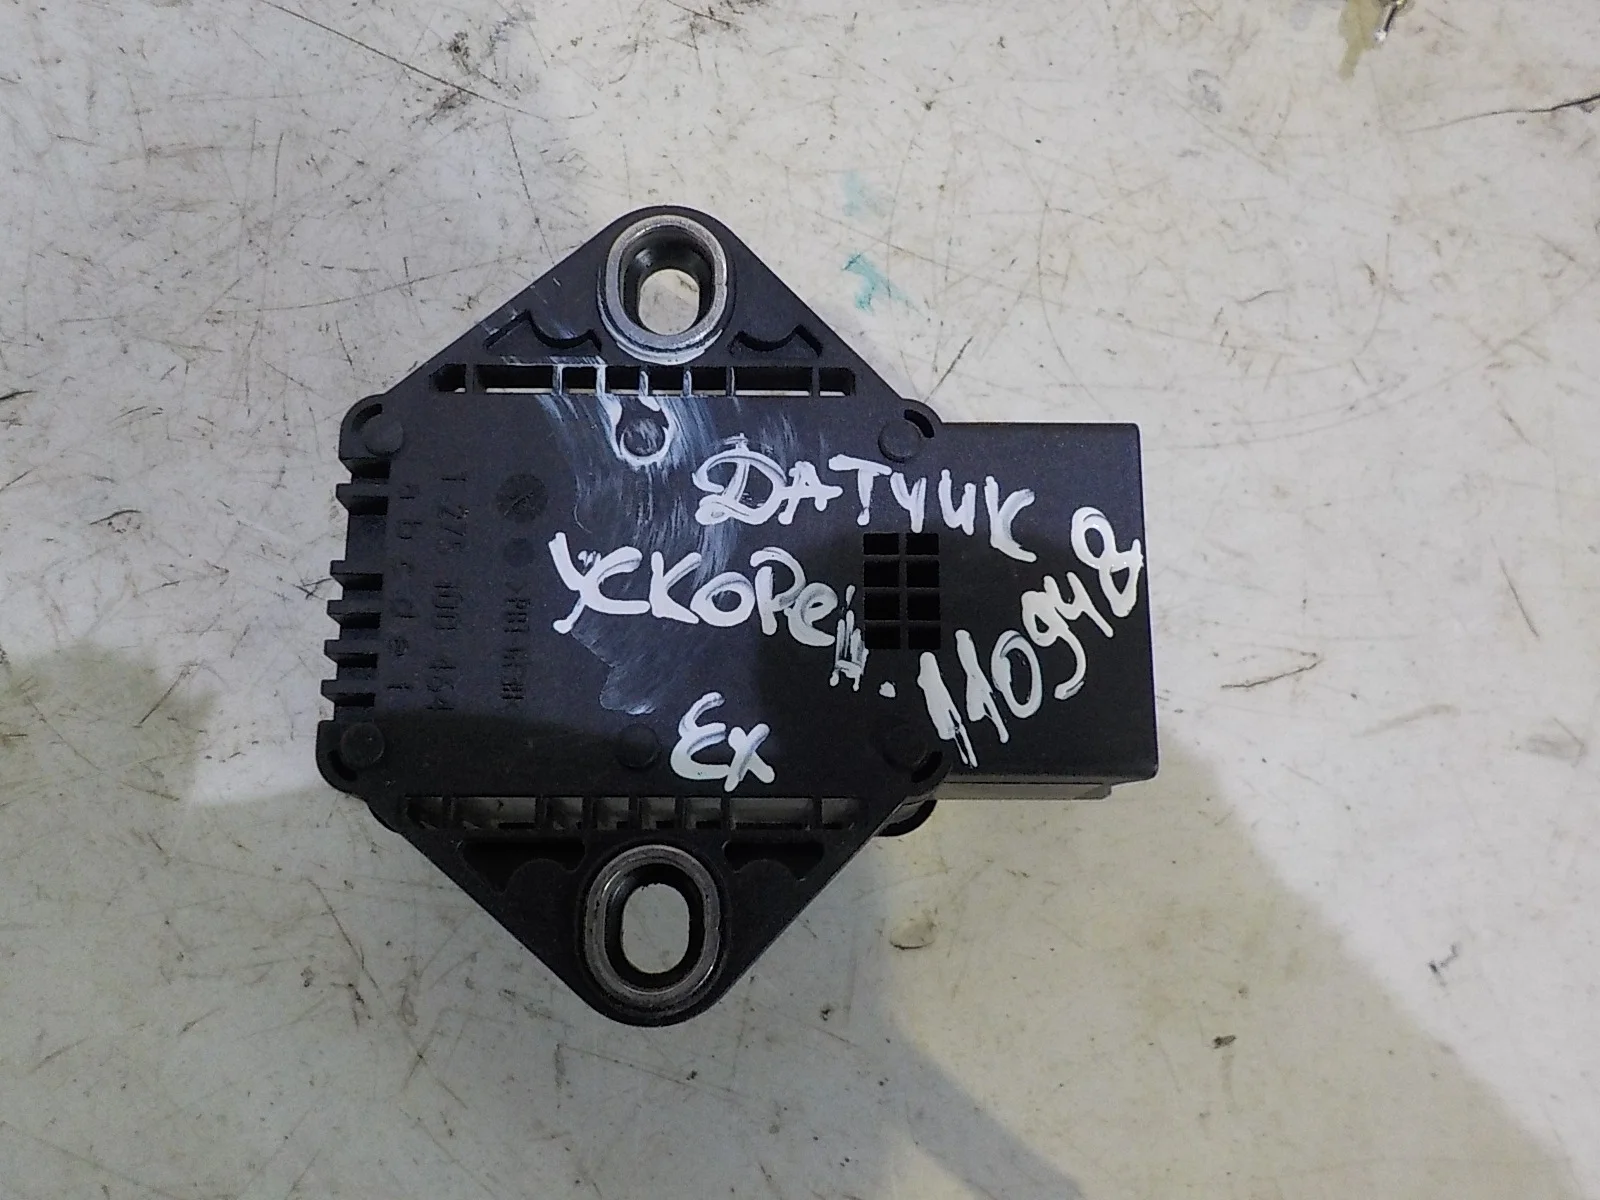 ДАТЧИК
УСКОРЕН.
110948
Ex
a b c d e f